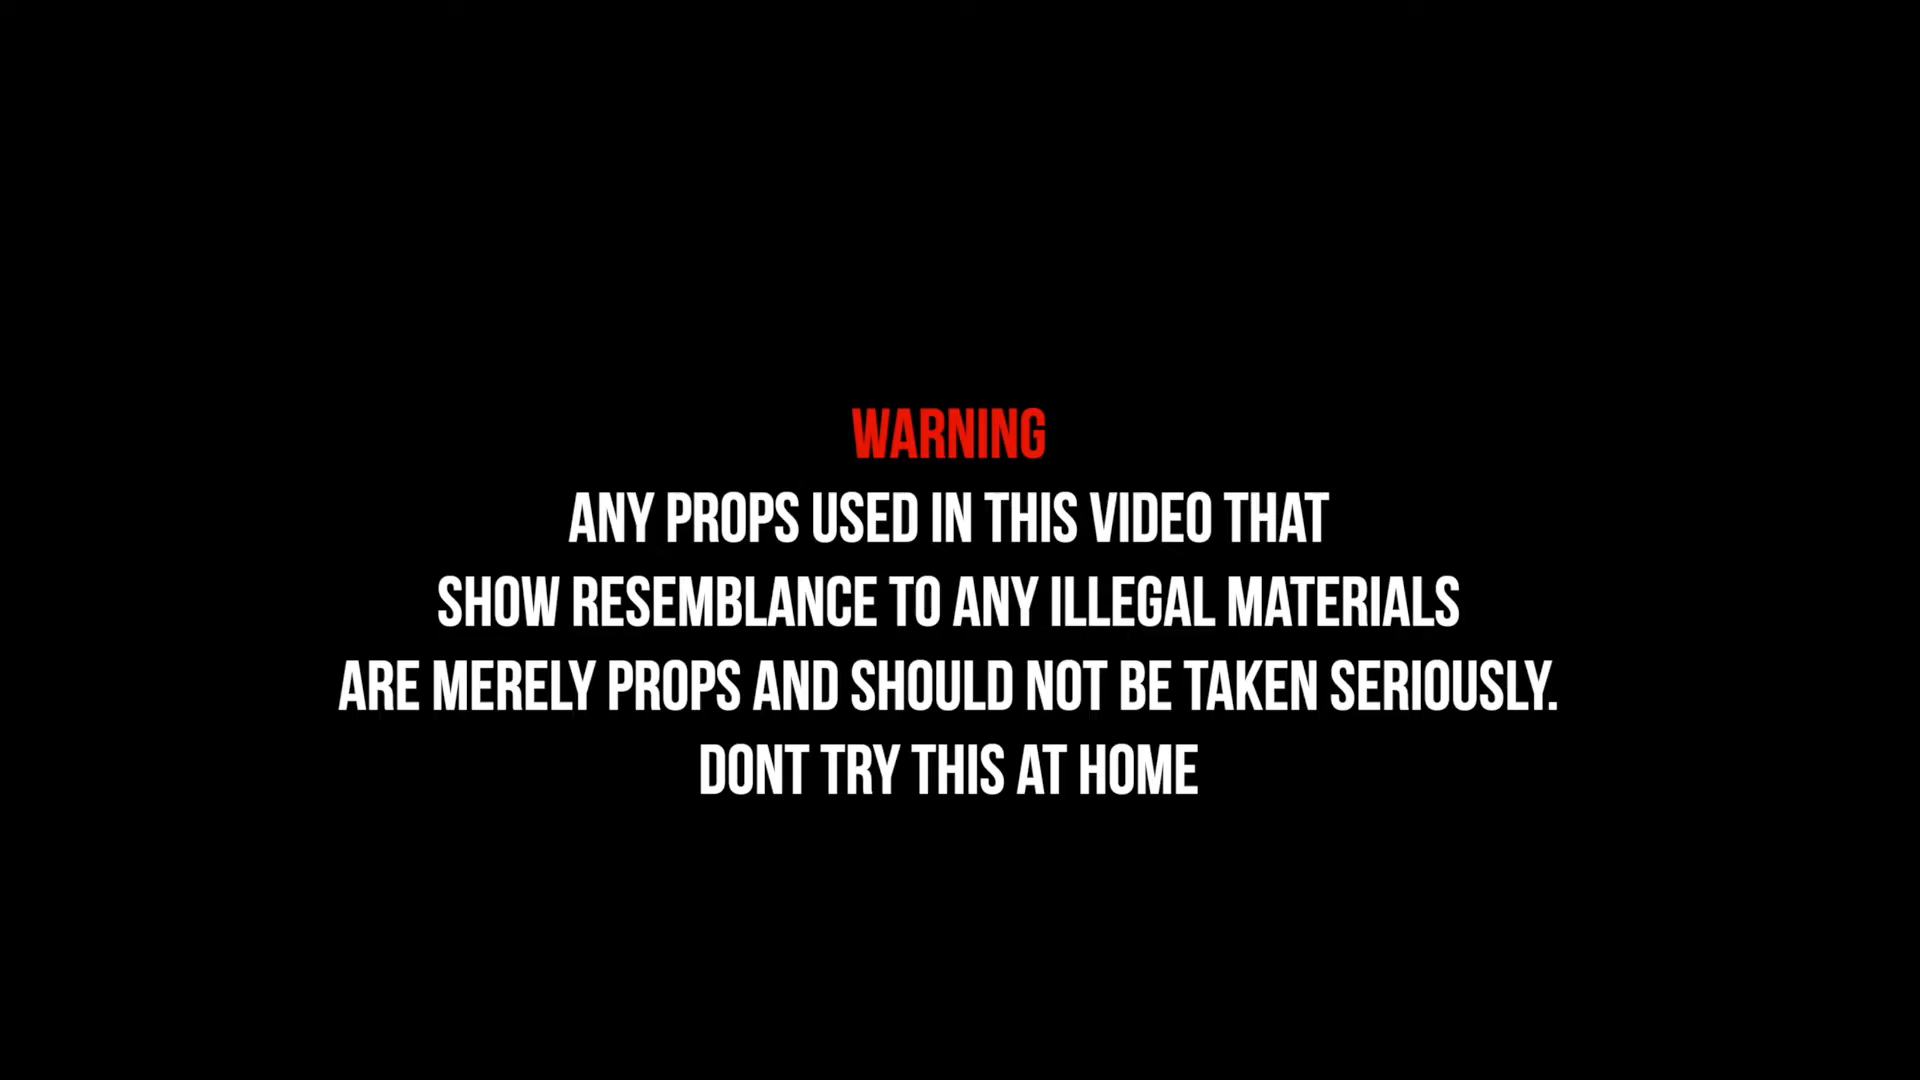 WARNING
ANY PROPS USED IN THIS VIDEO THAT
SHOW RESEMBLANCE TO ANY ILLEGAL MATERIALS
ARE MERELY PROPS AND SHOULD NOT BE TAKEN SERIOUSLY.
DONT TRY THIS AT HOME